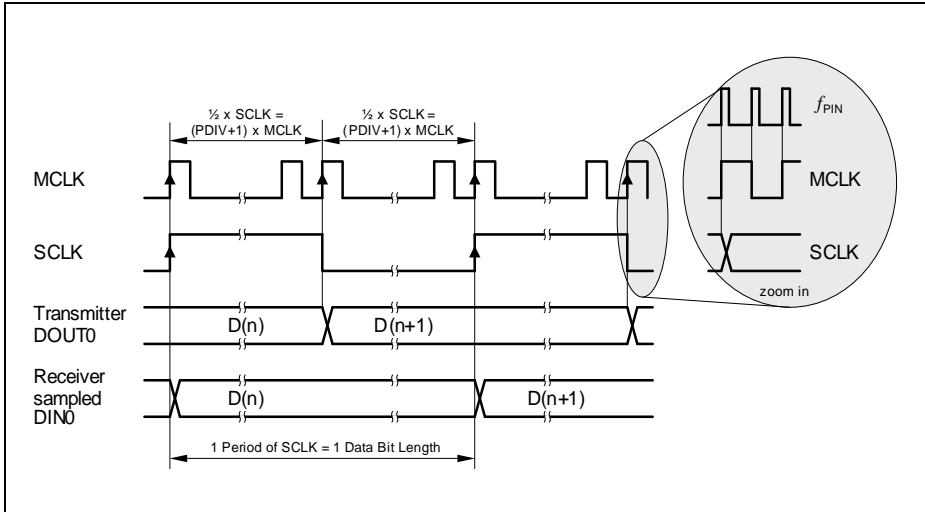 ½ x SCLK =
(PDIV+1) x MCLK
½ x SCLK =
(PDIV+1) x MCLK
MCLK
SCLK
Transmitter
DOUT0
D(n)
D(n+1)
Receiver
sampled
DIN0
D(n)
D(n+1)
1 Period of SCLK = 1 Data Bit Length
fPIN
MCLK
SCLK
zoom in